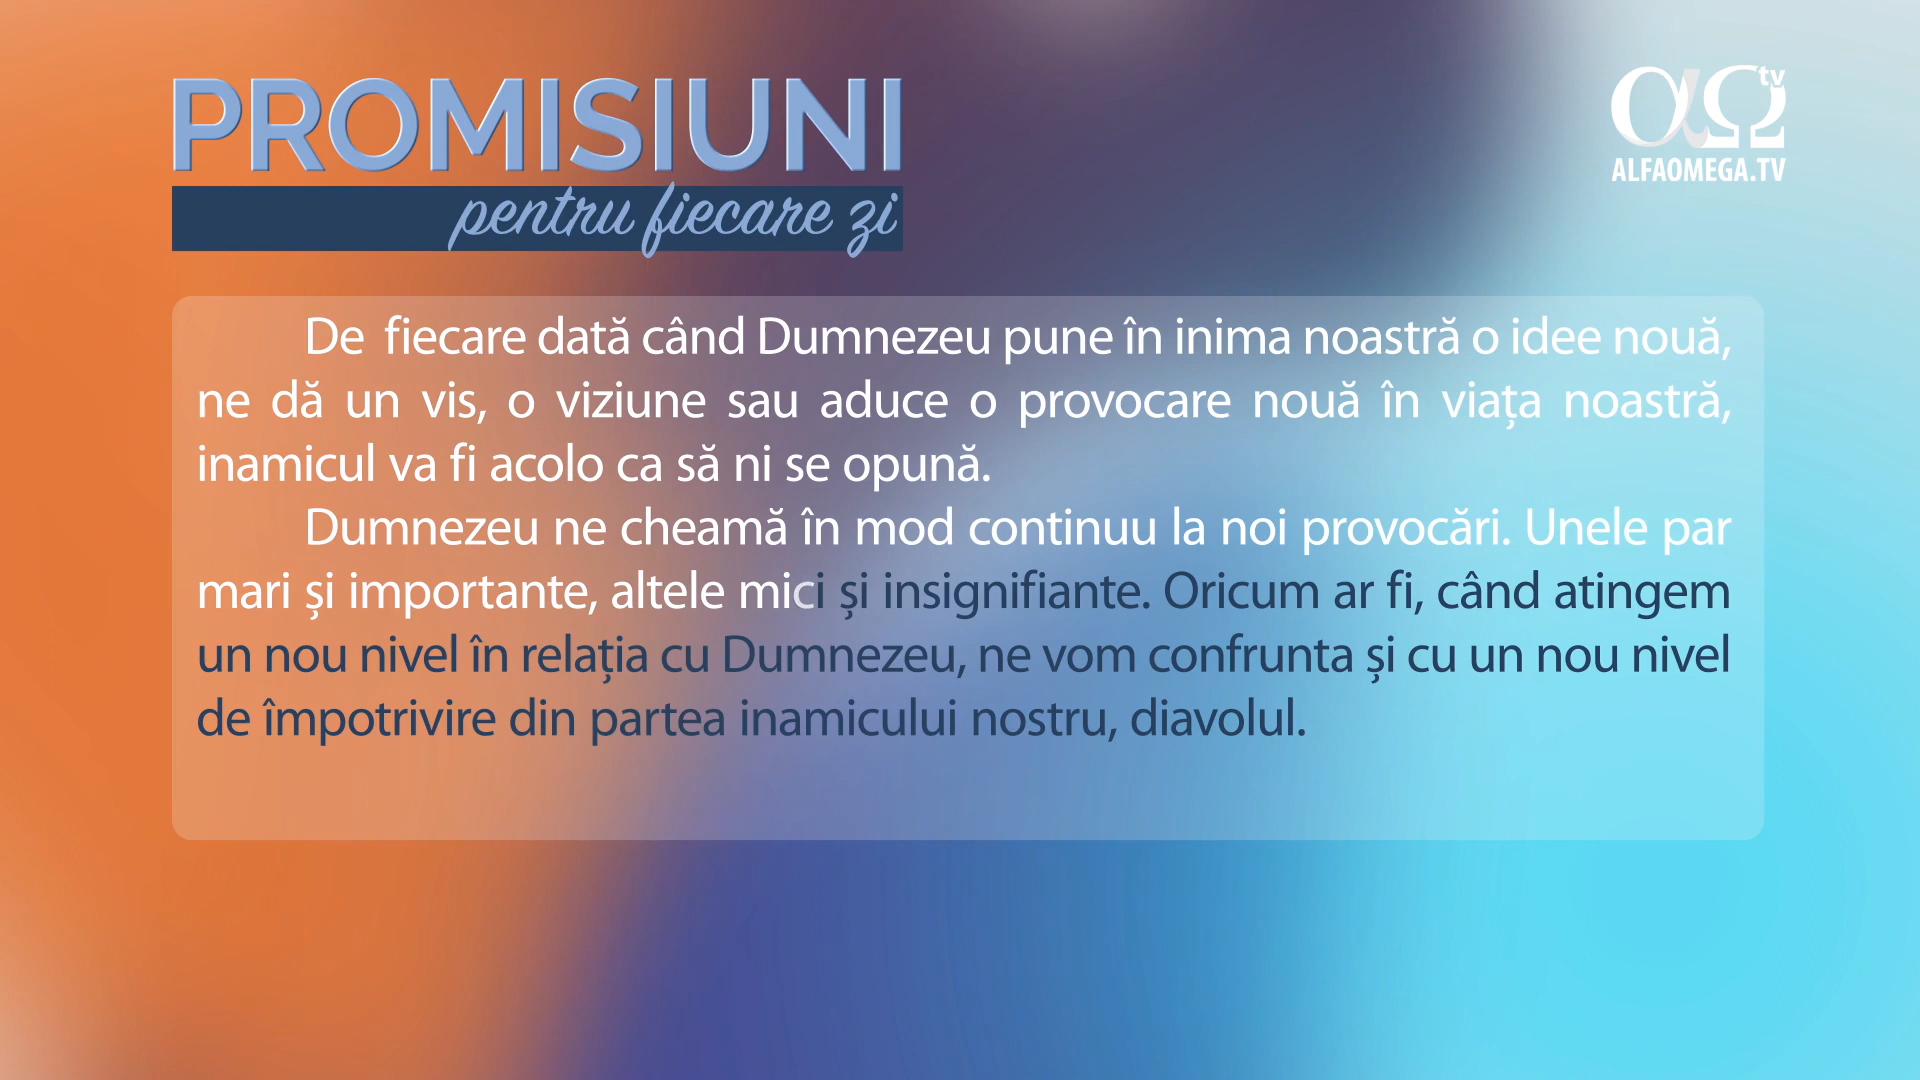 PROMISIUNI
pentru fiecare zi
αΩ tv
ALFAOMEGA.TV
De fiecare dată când Dumnezeu pune în inima noastră o idee nouă,
ne dă un vis, o viziune sau aduce o provocare nouă în viața noastră,
inamicul va fi acolo ca să ni se opună.
Dumnezeu ne cheamă în mod continuu la noi provocări. Unele par
mari și importante, altele mici și insignifiante. Oricum ar fi, când atingem
un nou nivel în relația cu Dumnezeu, ne vom confrunta și cu un nou nivel
de împotrivire din partea inamicului nostru, diavolul.